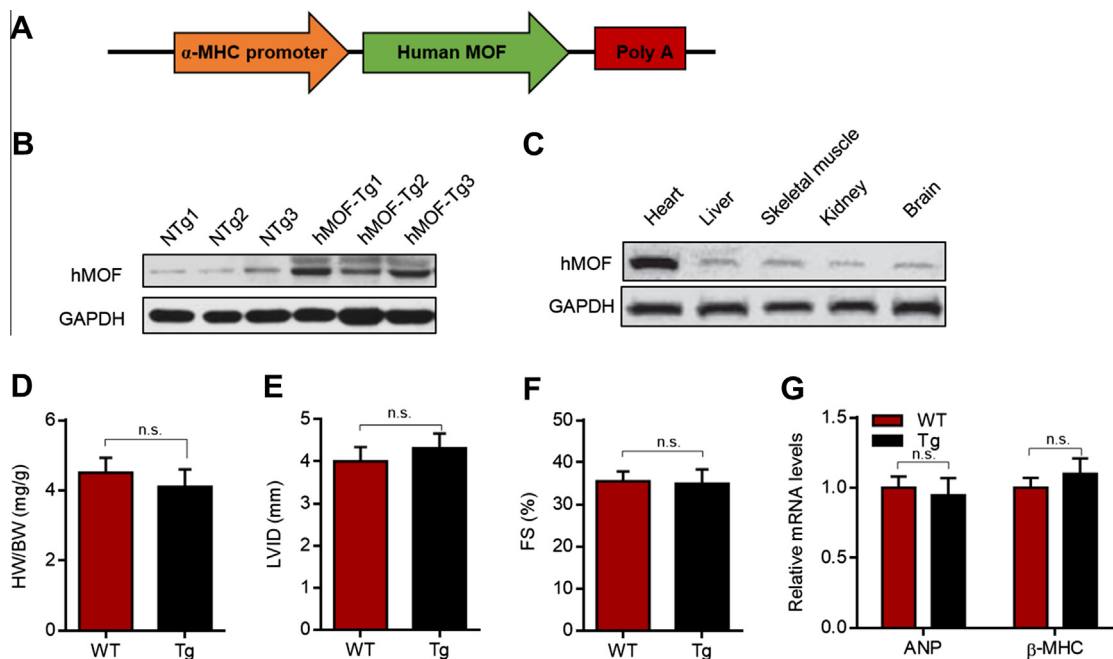 A
α-MHC promoter
Human MOF
Poly A
B
NTg1
NTg2
NTg3
hMOF-Tg1
hMOF-Tg2
hMOF-Tg3
hMOF
GAPDH
C
Heart
Liver
Skeletal muscle
Kidney
Brain
hMOF
GAPDH
D
HW/BW (mg/g)
6
4
2
0
n.s.
WT
Tg
E
LVID (mm)
5
4
3
2
1
0
n.s.
WT
Tg
F
FS (%)
50
40
30
20
10
0
n.s.
WT
Tg
G
Relative mRNA levels
1.5
1.0
0.5
0.0
WT
Tg
n.s.
n.s.
ANP
β-MHC